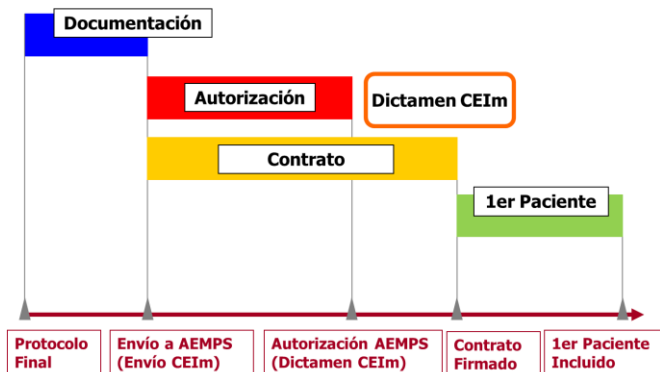 Documentación
Autorización
Dictamen CEIm
Contrato
1er Paciente
Protocolo
Final
Envío a AEMPS
(Envío CEIm)
Autorización AEMPS
(Dictamen CEIm)
Contrato
Firmado
1er Paciente
Incluido